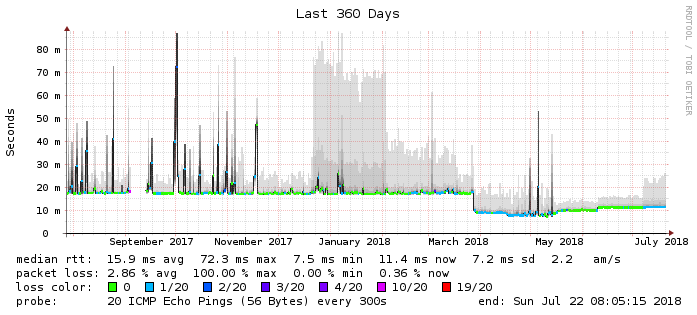 Last 360 Days
RRDTOOL / TOBI OETIKER
Seconds
80 m
70 m
60 m
50 m
40 m
30 m
20 m
10 m
0
September 2017 November 2017 January 2018 March 2018 May 2018 July 2018
median rtt: 15.9 ms avg 72.3 ms max 7.5 ms min 11.4 ms now 7.2 ms sd 2.2 am/s
packet loss: 2.86 % avg 100.00 % max 0.00 % min 0.36 % now
loss color: 0 1/20 2/20 3/20 4/20 10/20 19/20
probe: 20 ICMP Echo Pings (56 Bytes) every 300s end: Sun Jul 22 08:05:15 2018